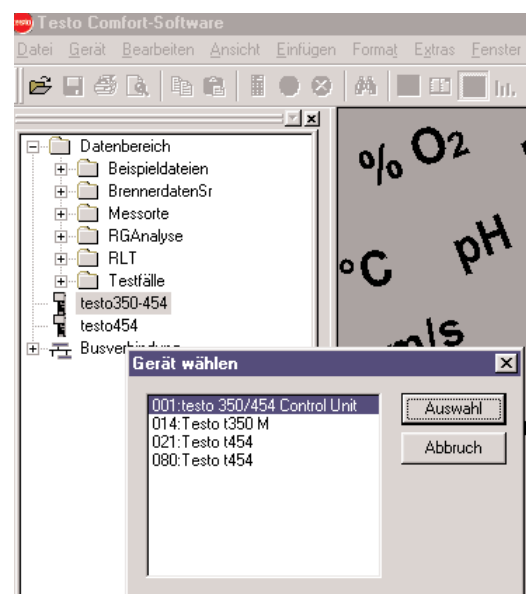 Testo Comfort-Software
Datei Gerät Bearbeiten Ansicht Einfügen Format Extras Fenster
Datenbereich
Beispieldateien
BrennerdatenSr
Messorte
RGAnalyse
RLT
Testfälle
testo350-454
testo454
% O2
°C
pH
m/s
Gerät wählen
001:testo 350/454 Control Unit
014:Testo t350 M
021:Testo t454
080:Testo t454
Auswahl
Abbruch